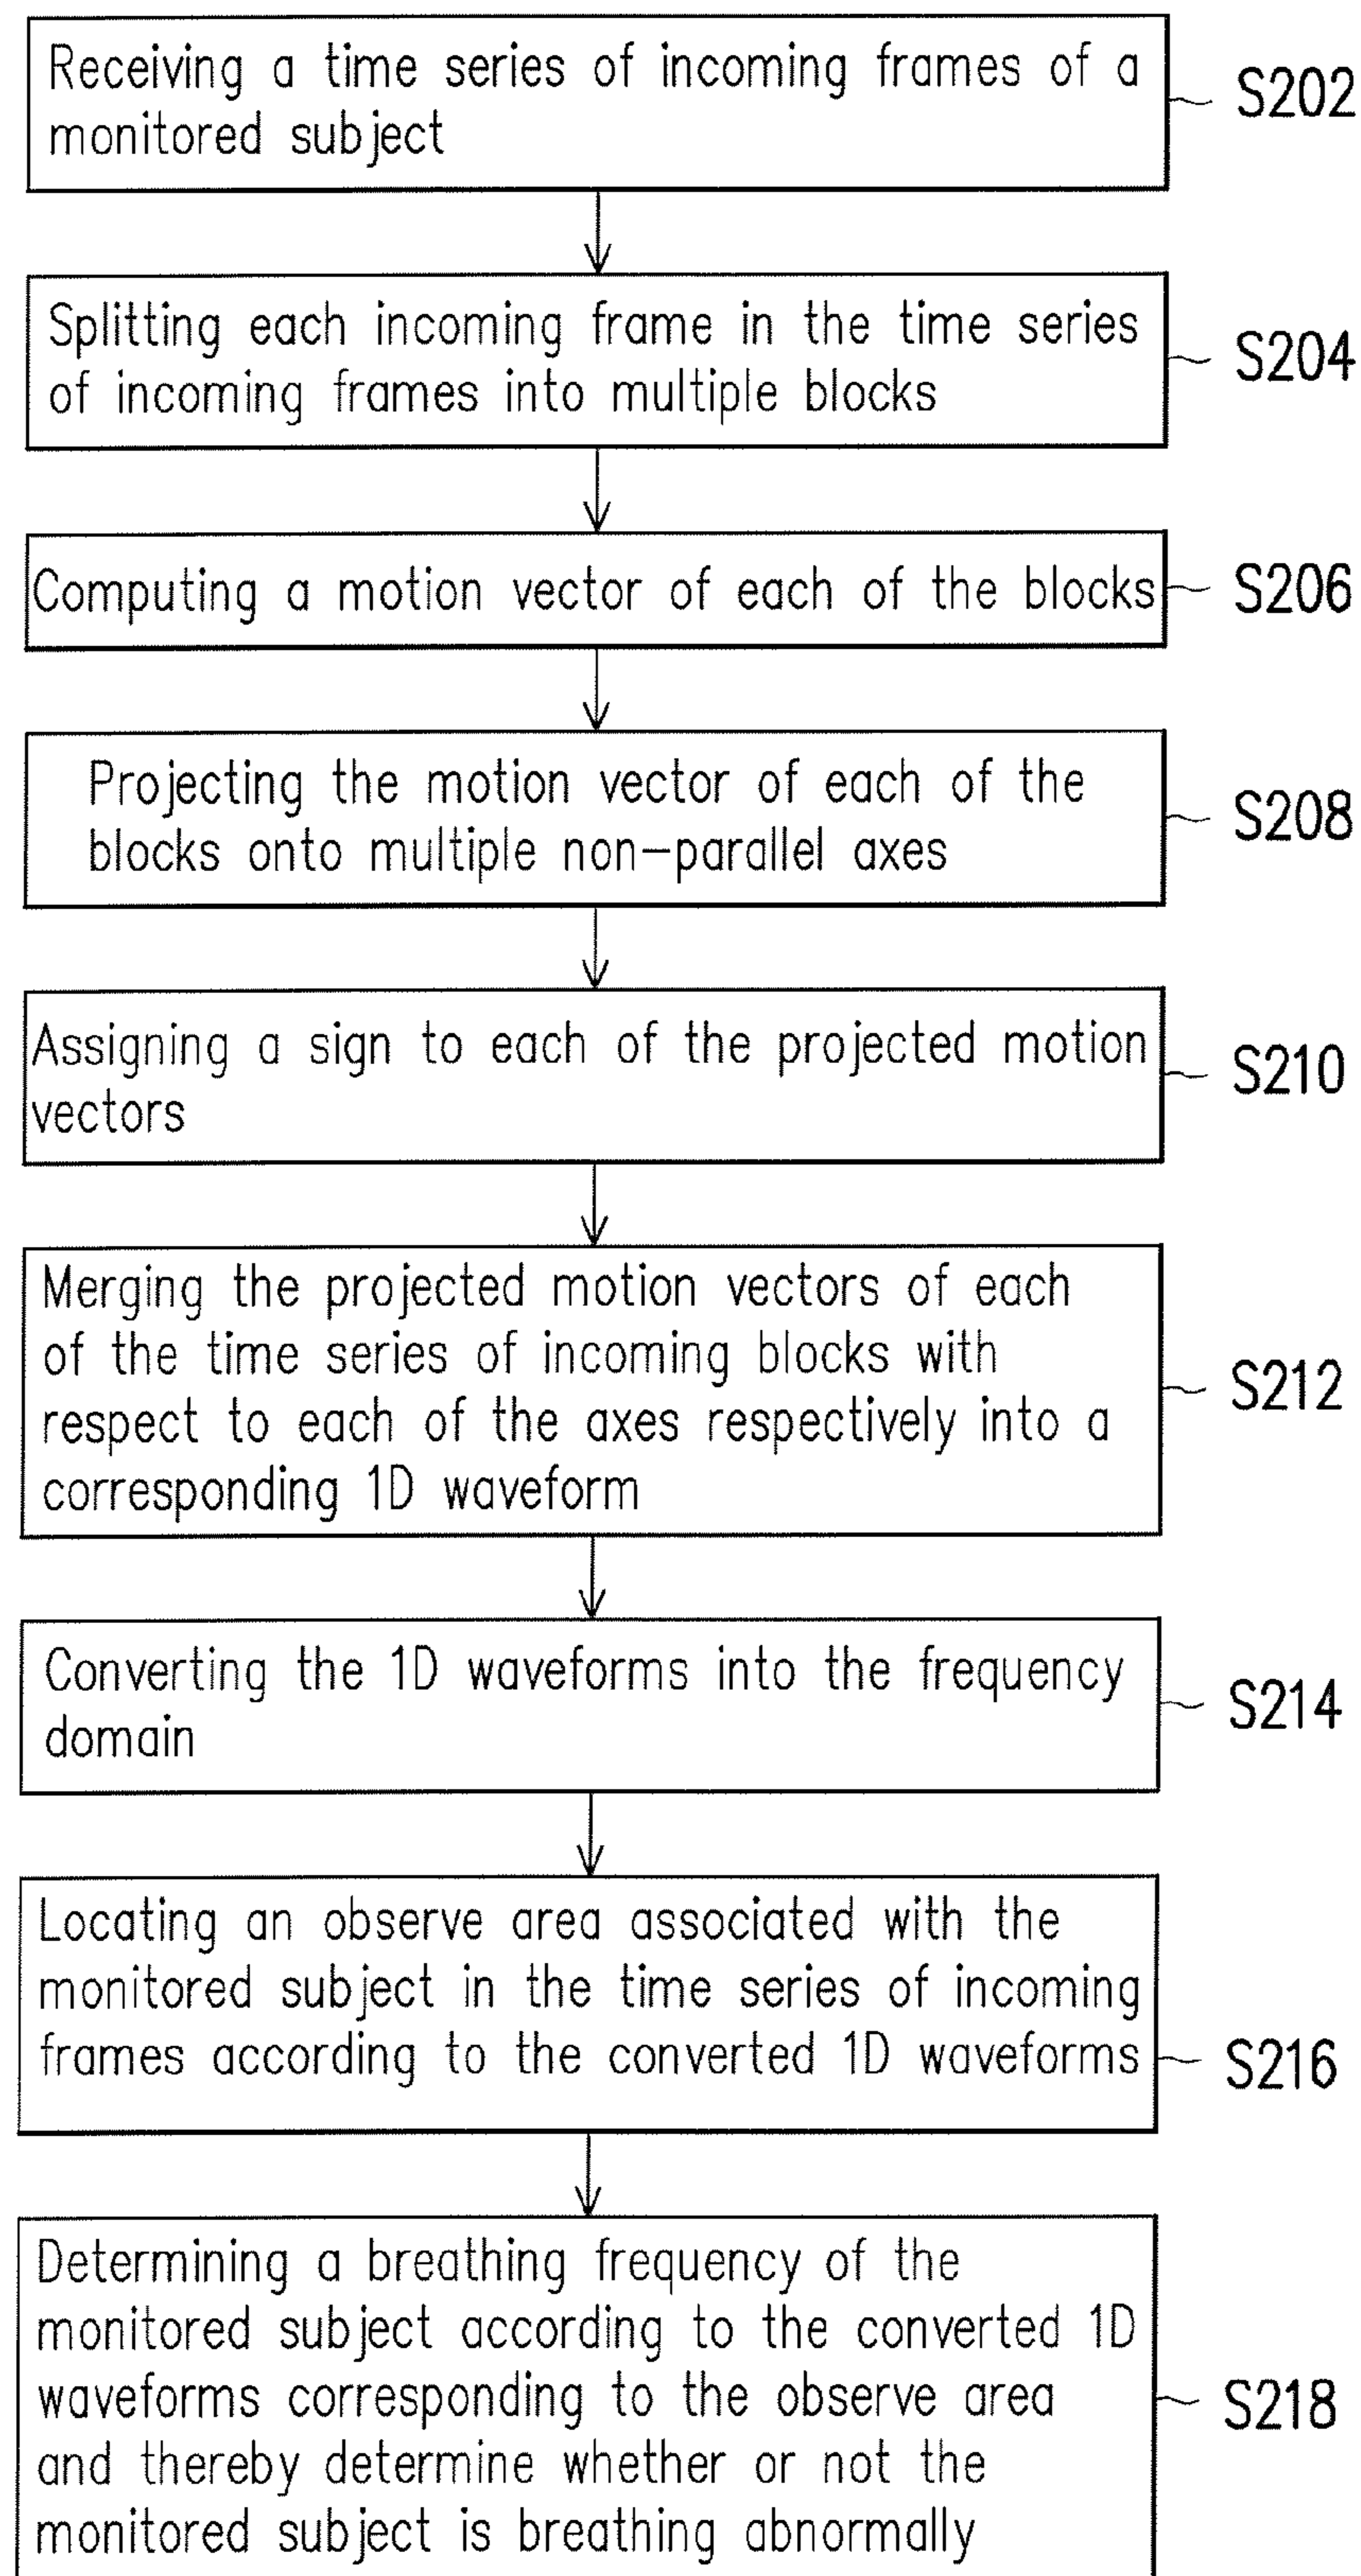 Receiving a time series of incoming frames of a
monitored subject
S202
Splitting each incoming frame in the time series
of incoming frames into multiple blocks
S204
Computing a motion vector of each of the blocks
S206
Projecting the motion vector of each of the
blocks onto multiple non-parallel axes
S208
Assigning a sign to each of the projected motion
vectors
S210
Merging the projected motion vectors of each
of the time series of incoming blocks with
respect to each of the axes respectively into a
corresponding 1D waveform
S212
Converting the 1D waveforms into the frequency
domain
S214
Locating an observe area associated with the
monitored subject in the time series of incoming
frames according to the converted 1D waveforms
S216
Determining a breathing frequency of the
monitored subject according to the converted 1D
waveforms corresponding to the observe area
and thereby determine whether or not the
monitored subject is breathing abnormally
S218